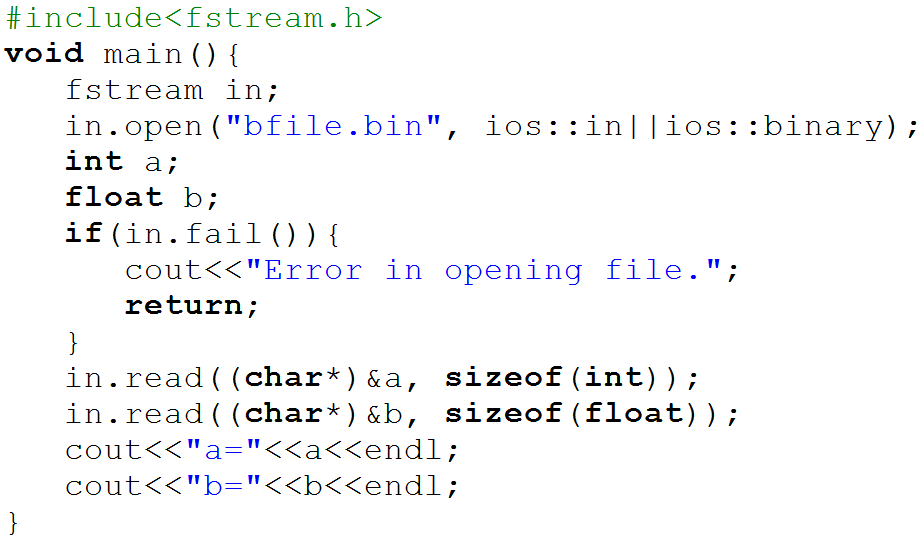 #include<fstream.h>
void main(){
fstream in;
in.open("bfile.bin", ios::in||ios::binary);
int a;
float b;
if(in.fail()){
cout<<"Error in opening file.";
return;
}
in.read((char*)&a, sizeof(int));
in.read((char*)&b, sizeof(float));
cout<<"a="<<a<<endl;
cout<<"b="<<b<<endl;
}